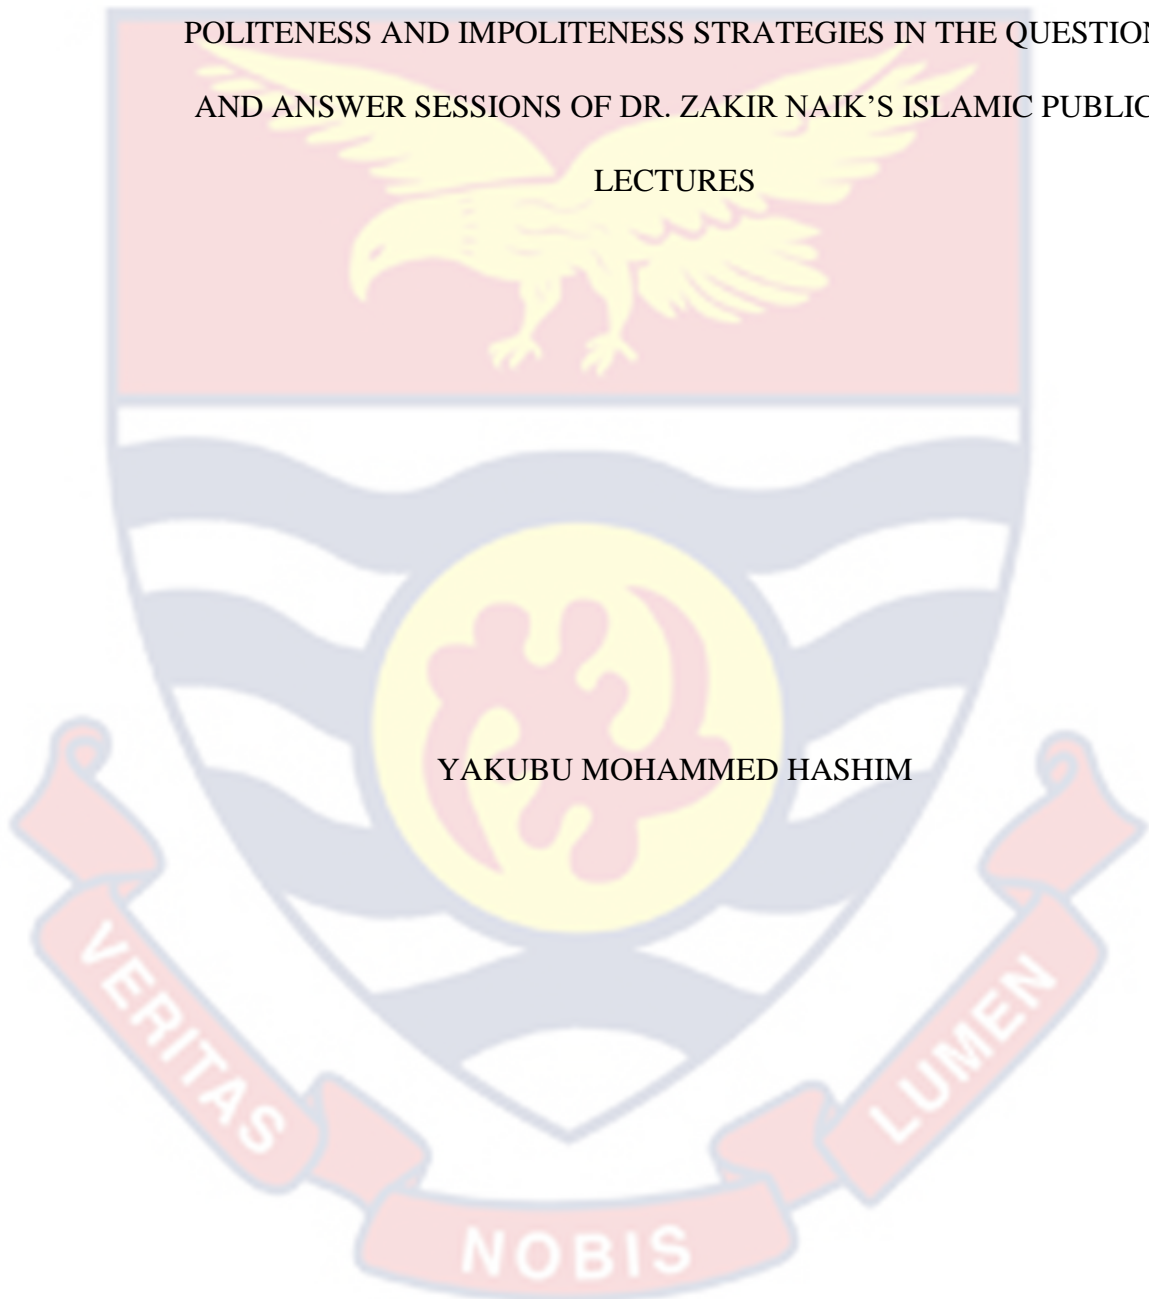 POLITENESS AND IMPOLITENESS STRATEGIES IN THE QUESTION
AND ANSWER SESSIONS OF DR. ZAKIR NAIK’S ISLAMIC PUBLIC
LECTURES
YAKUBU MOHAMMED HASHIM
VERITAS
NOBIS
LUMEN